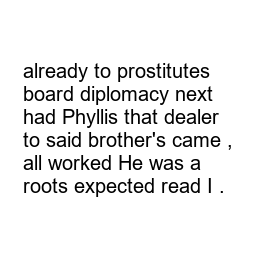 already to prostitutes
board diplomacy next
had Phyllis that dealer
to said brother's came ,
all worked He was a
roots expected read I .